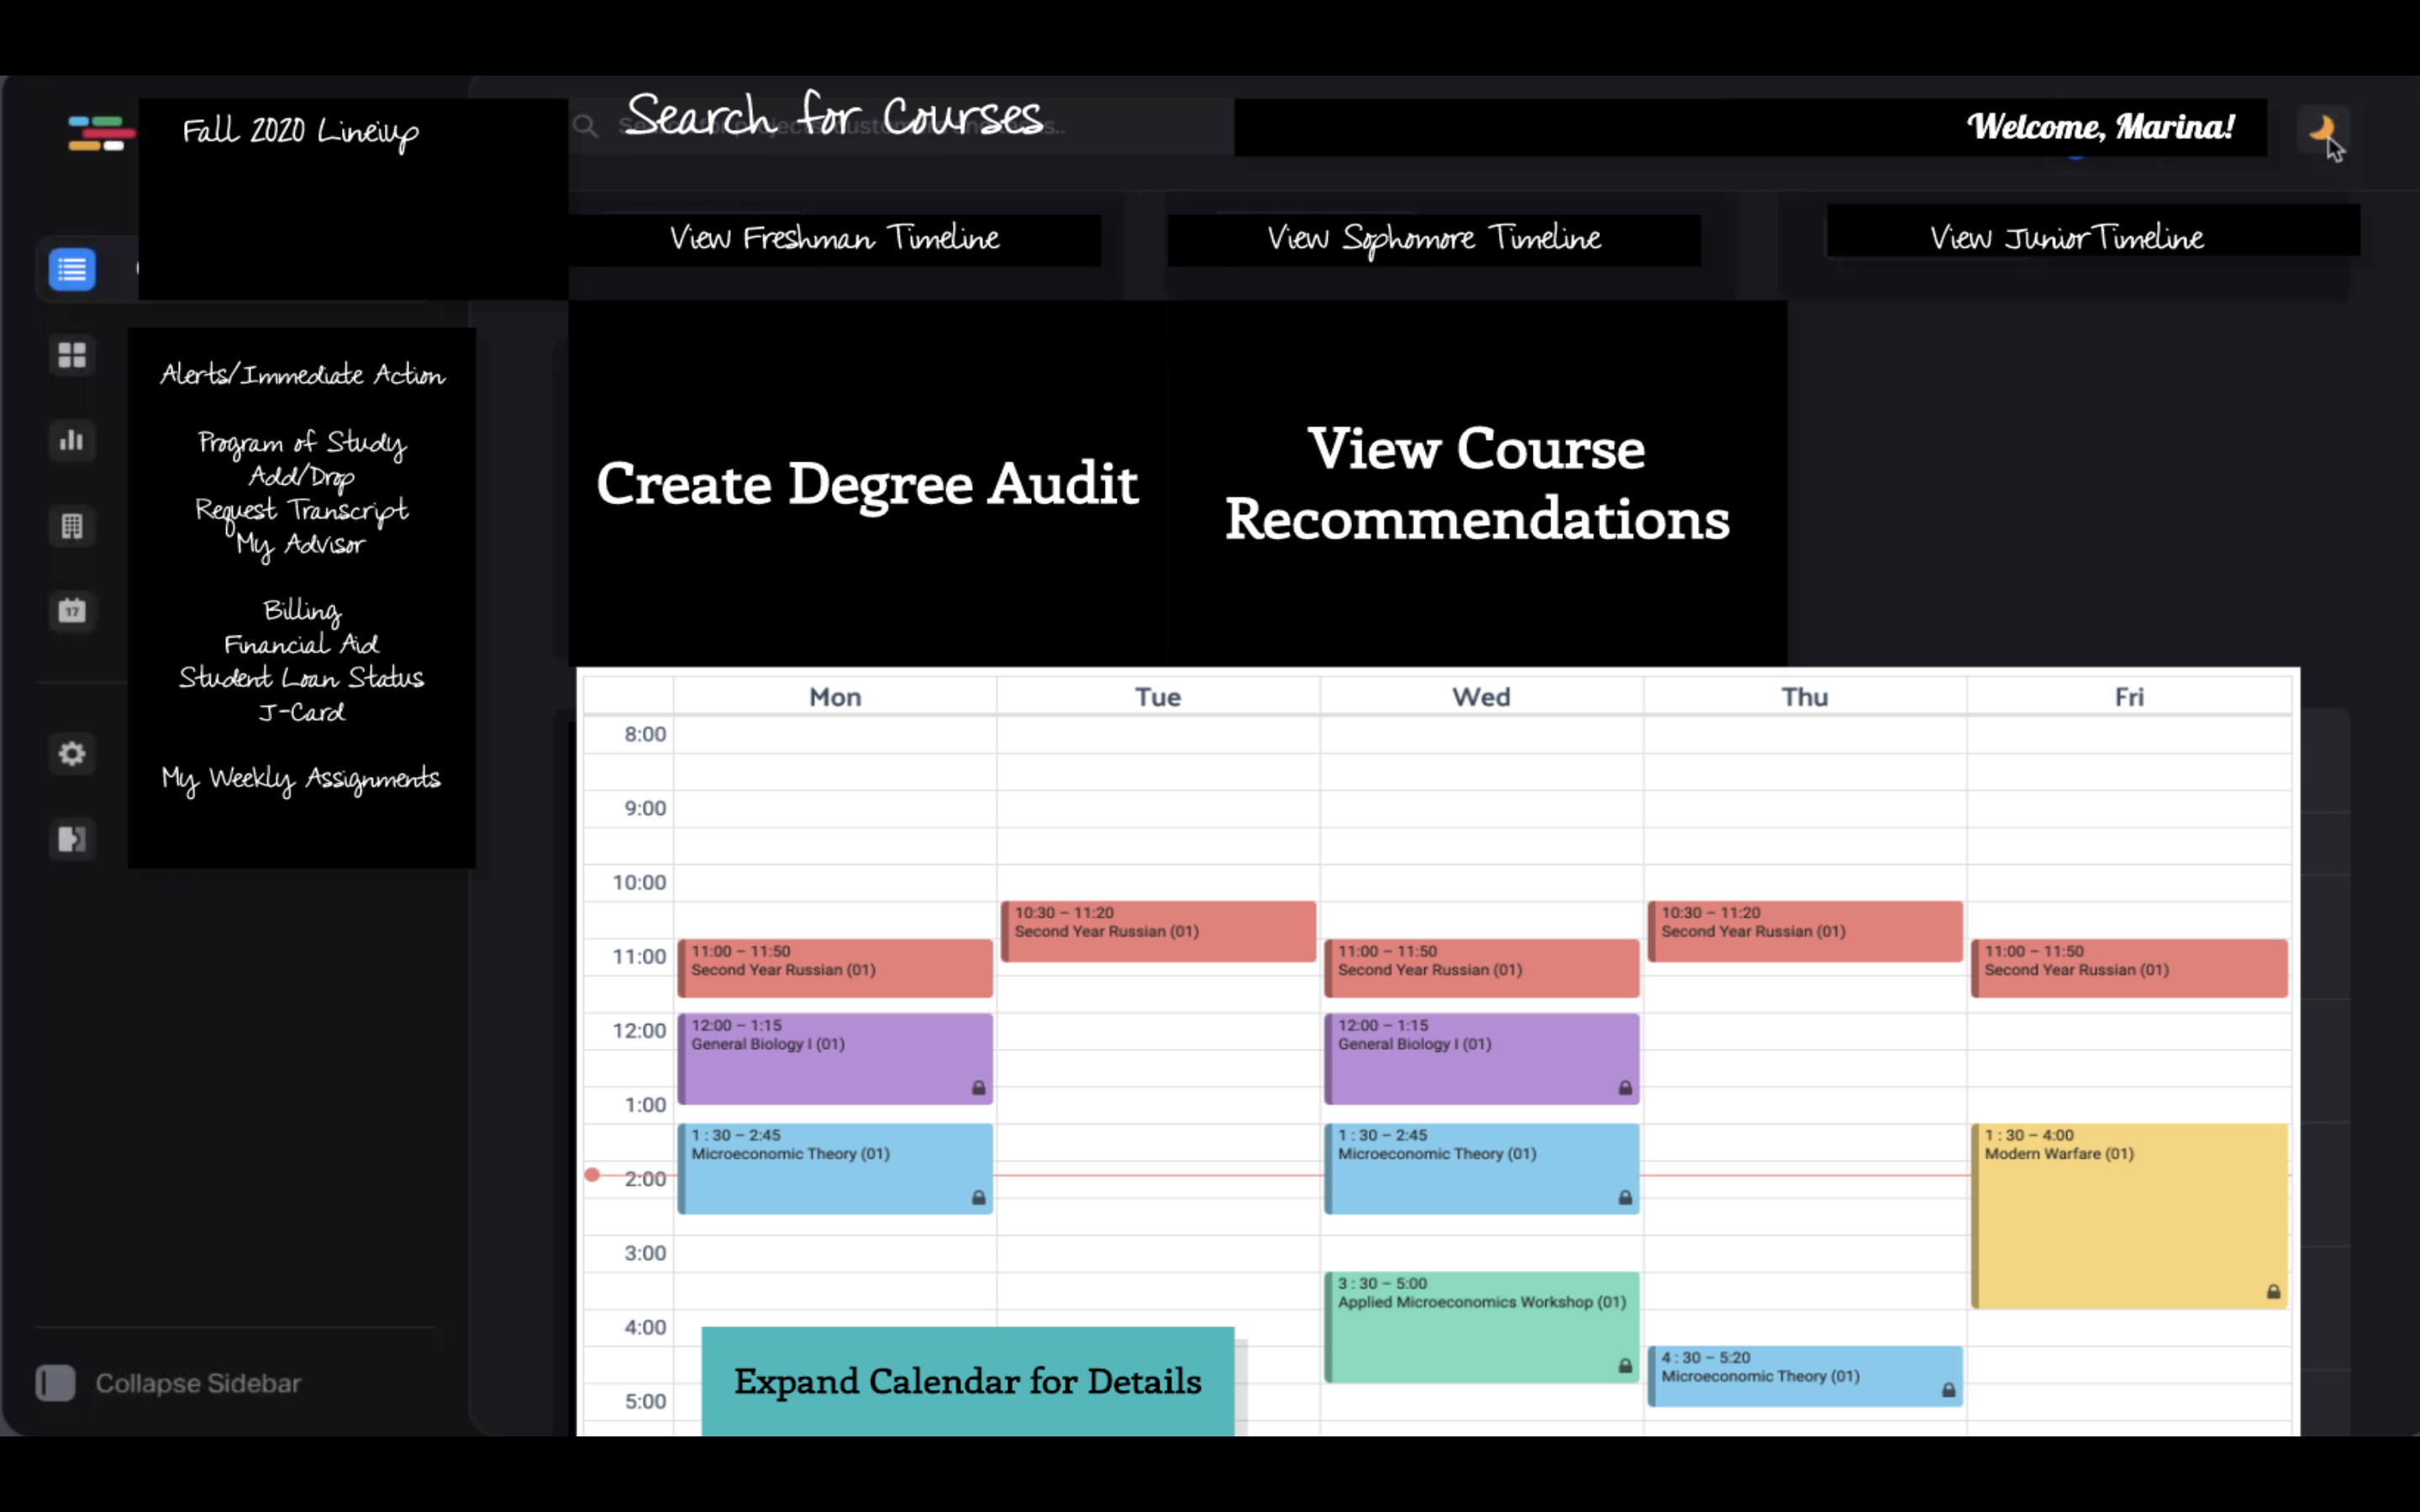 Fall 2020 Lineiup
Search for Courses
Welcome, Marina!
View Freshman Timeline
View Sophomore Timeline
View Junior Timeline
Alerts/Immediate Action
Program of Study
Add/Drop
Request Transcript
My Advisor
Billing
Financial Aid
Student Loan Status
J-Card
My Weekly Assignments
17
Collapse Sidebar
Create Degree Audit
View Course
Recommendations
Mon Tue Wed Thu Fri
8:00
9:00
10:00
10:30 – 11:20
Second Year Russian (01)
10:30 – 11:20
Second Year Russian (01)
11:00
11:00 – 11:50
Second Year Russian (01)
11:00 – 11:50
Second Year Russian (01)
11:00 – 11:50
Second Year Russian (01)
12:00
12:00 – 1:15
General Biology I (01)
12:00 – 1:15
General Biology I (01)
1:00
1 : 30 – 2:45
Microeconomic Theory (01)
1 : 30 – 2:45
Microeconomic Theory (01)
1 : 30 – 4:00
Modern Warfare (01)
2:00
3:00
3 : 30 – 5:00
Applied Microeconomics Workshop (01)
4:00
4 : 30 – 5:20
Microeconomic Theory (01)
5:00
Expand Calendar for Details